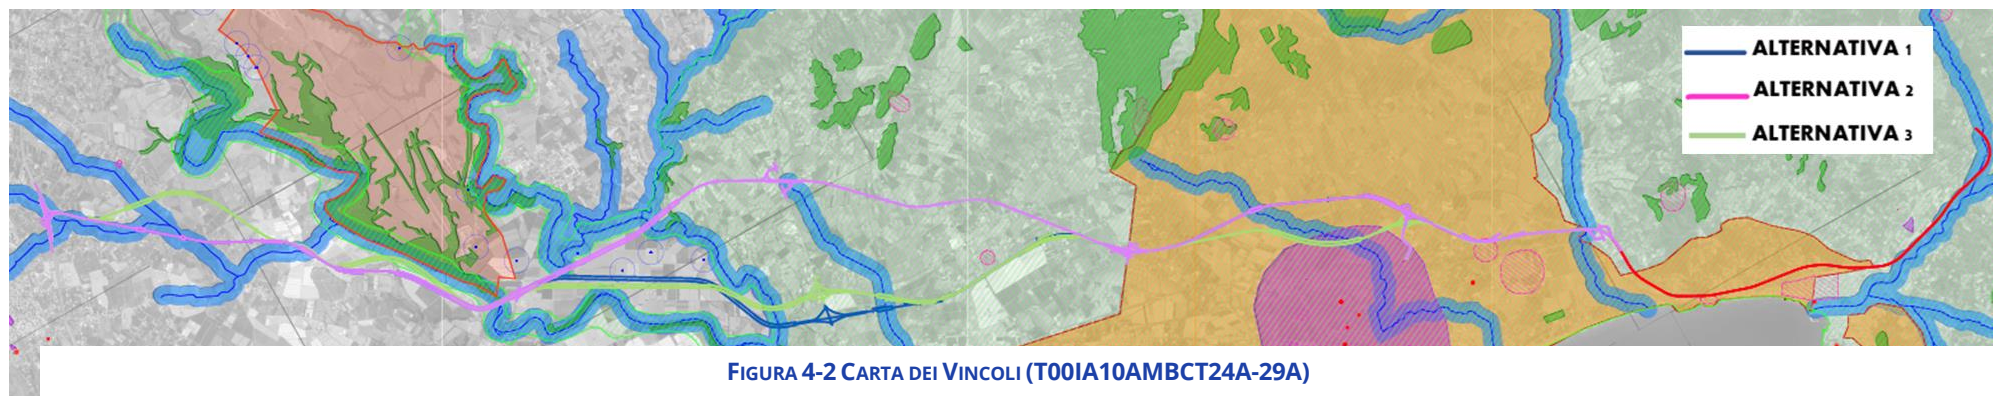 ALTERNATIVA 1
ALTERNATIVA 2
ALTERNATIVA 3
FIGURA 4-2 CARTA DEI VINCOLI (T00IA10AMBCT24A-29A)